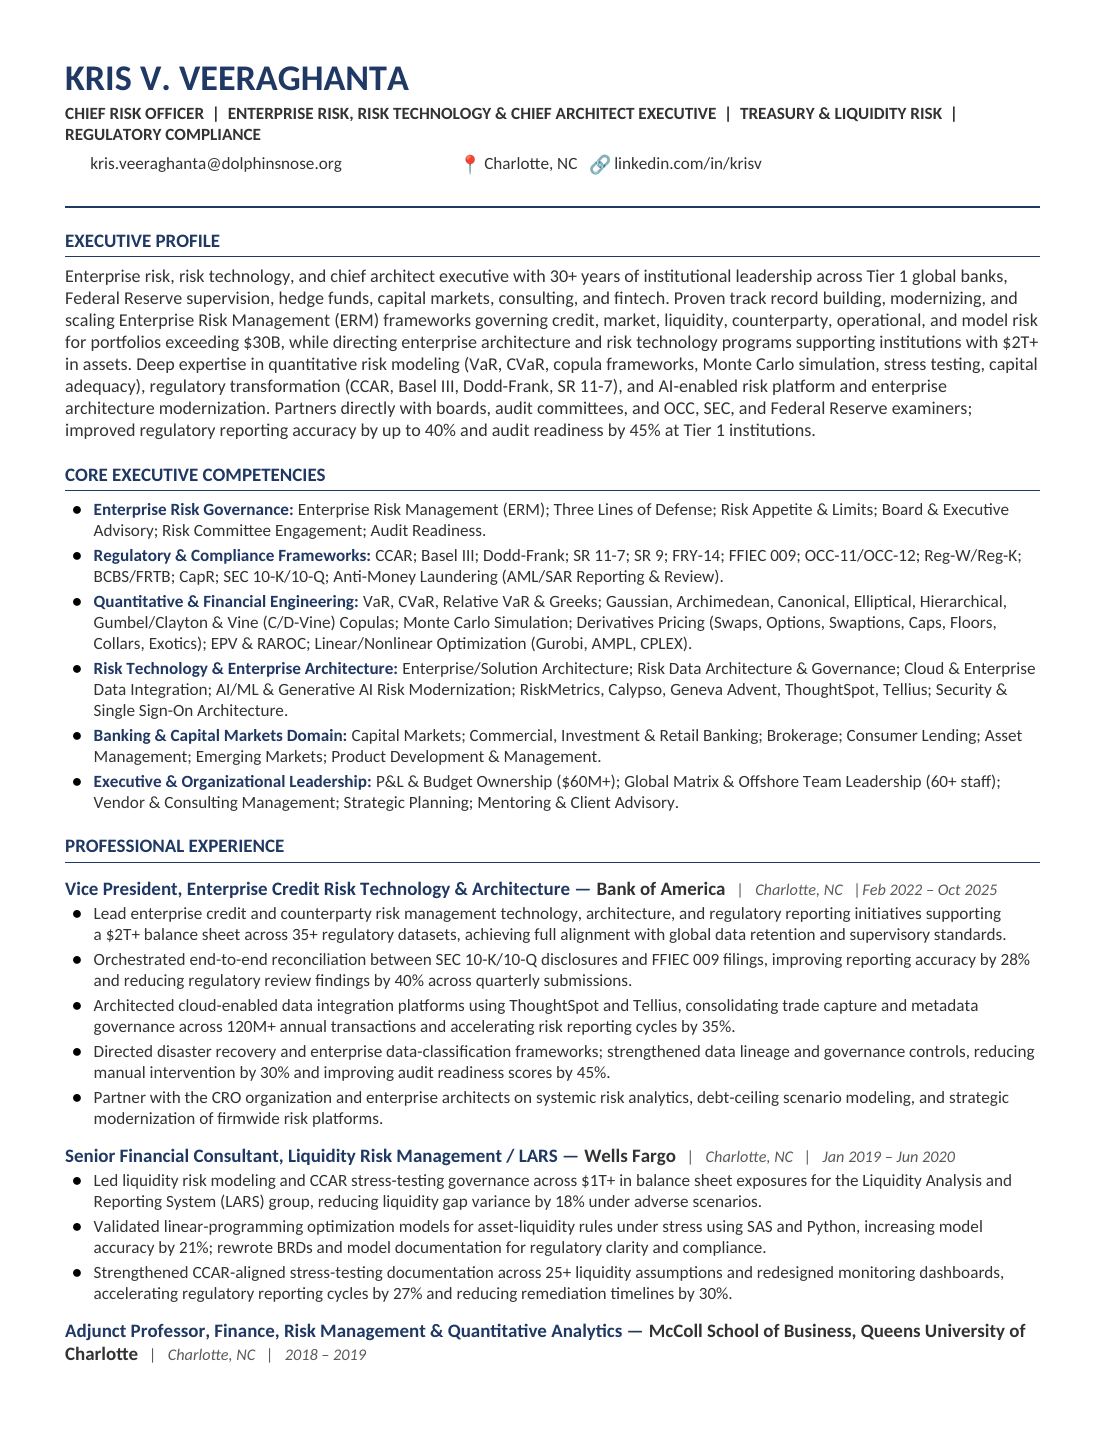 KRIS V. VEERAGHANTA
CHIEF RISK OFFICER | ENTERPRISE RISK, RISK TECHNOLOGY & CHIEF ARCHITECT EXECUTIVE | TREASURY & LIQUIDITY RISK |
REGULATORY COMPLIANCE
kris.veeraghanta@dolphinsnose.org 📍 Charlotte, NC 🔗 linkedin.com/in/krisv
EXECUTIVE PROFILE
Enterprise risk, risk technology, and chief architect executive with 30+ years of institutional leadership across Tier 1 global banks,
Federal Reserve supervision, hedge funds, capital markets, consulting, and fintech. Proven track record building, modernizing, and
scaling Enterprise Risk Management (ERM) frameworks governing credit, market, liquidity, counterparty, operational, and model risk
for portfolios exceeding $30B, while directing enterprise architecture and risk technology programs supporting institutions with $2T+
in assets. Deep expertise in quantitative risk modeling (VaR, CVaR, copula frameworks, Monte Carlo simulation, stress testing, capital
adequacy), regulatory transformation (CCAR, Basel III, Dodd-Frank, SR 11-7), and AI-enabled risk platform and enterprise
architecture modernization. Partners directly with boards, audit committees, and OCC, SEC, and Federal Reserve examiners;
improved regulatory reporting accuracy by up to 40% and audit readiness by 45% at Tier 1 institutions.
CORE EXECUTIVE COMPETENCIES
● Enterprise Risk Governance: Enterprise Risk Management (ERM); Three Lines of Defense; Risk Appetite & Limits; Board & Executive
Advisory; Risk Committee Engagement; Audit Readiness.
● Regulatory & Compliance Frameworks: CCAR; Basel III; Dodd-Frank; SR 11-7; SR 9; FRY-14; FFIEC 009; OCC-11/OCC-12; Reg-W/Reg-K;
BCBS/FRTB; CapR; SEC 10-K/10-Q; Anti-Money Laundering (AML/SAR Reporting & Review).
● Quantitative & Financial Engineering: VaR, CVaR, Relative VaR & Greeks; Gaussian, Archimedean, Canonical, Elliptical, Hierarchical,
Gumbel/Clayton & Vine (C/D-Vine) Copulas; Monte Carlo Simulation; Derivatives Pricing (Swaps, Options, Swaptions, Caps, Floors,
Collars, Exotics); EPV & RAROC; Linear/Nonlinear Optimization (Gurobi, AMPL, CPLEX).
● Risk Technology & Enterprise Architecture: Enterprise/Solution Architecture; Risk Data Architecture & Governance; Cloud & Enterprise
Data Integration; AI/ML & Generative AI Risk Modernization; RiskMetrics, Calypso, Geneva Advent, ThoughtSpot, Tellius; Security &
Single Sign-On Architecture.
● Banking & Capital Markets Domain: Capital Markets; Commercial, Investment & Retail Banking; Brokerage; Consumer Lending; Asset
Management; Emerging Markets; Product Development & Management.
● Executive & Organizational Leadership: P&L & Budget Ownership ($60M+); Global Matrix & Offshore Team Leadership (60+ staff);
Vendor & Consulting Management; Strategic Planning; Mentoring & Client Advisory.
PROFESSIONAL EXPERIENCE
Vice President, Enterprise Credit Risk Technology & Architecture — Bank of America | Charlotte, NC | Feb 2022 – Oct 2025
● Lead enterprise credit and counterparty risk management technology, architecture, and regulatory reporting initiatives supporting
a $2T+ balance sheet across 35+ regulatory datasets, achieving full alignment with global data retention and supervisory standards.
● Orchestrated end-to-end reconciliation between SEC 10-K/10-Q disclosures and FFIEC 009 filings, improving reporting accuracy by 28%
and reducing regulatory review findings by 40% across quarterly submissions.
● Architected cloud-enabled data integration platforms using ThoughtSpot and Tellius, consolidating trade capture and metadata
governance across 120M+ annual transactions and accelerating risk reporting cycles by 35%.
● Directed disaster recovery and enterprise data-classification frameworks; strengthened data lineage and governance controls, reducing
manual intervention by 30% and improving audit readiness scores by 45%.
● Partner with the CRO organization and enterprise architects on systemic risk analytics, debt-ceiling scenario modeling, and strategic
modernization of firmwide risk platforms.
Senior Financial Consultant, Liquidity Risk Management / LARS — Wells Fargo | Charlotte, NC | Jan 2019 – Jun 2020
● Led liquidity risk modeling and CCAR stress-testing governance across $1T+ in balance sheet exposures for the Liquidity Analysis and
Reporting System (LARS) group, reducing liquidity gap variance by 18% under adverse scenarios.
● Validated linear-programming optimization models for asset-liquidity rules under stress using SAS and Python, increasing model
accuracy by 21%; rewrote BRDs and model documentation for regulatory clarity and compliance.
● Strengthened CCAR-aligned stress-testing documentation across 25+ liquidity assumptions and redesigned monitoring dashboards,
accelerating regulatory reporting cycles by 27% and reducing remediation timelines by 30%.
Adjunct Professor, Finance, Risk Management & Quantitative Analytics — McColl School of Business, Queens University of
Charlotte | Charlotte, NC | 2018 – 2019